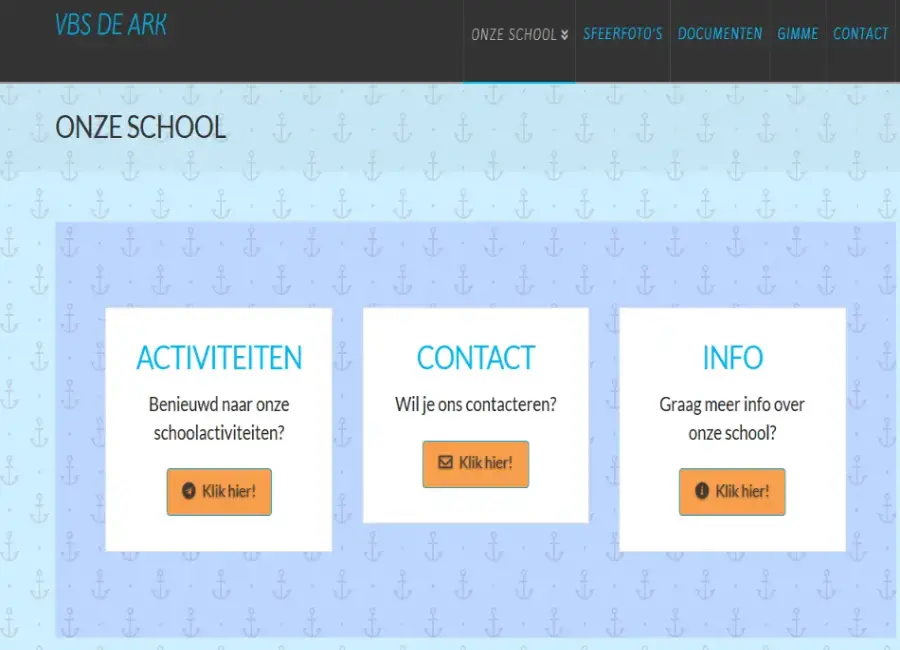 VBS DE ARK
ONZE SCHOOL SFEERFOTO'S DOCUMENTEN GIMME CONTACT
ONZE SCHOOL
ACTIVITEITEN
Benieuwd naar onze
schoolactiviteiten?
Klik hier!
CONTACT
Wil je ons contacteren?
Klik hier!
INFO
Graag meer info over
onze school?
Klik hier!